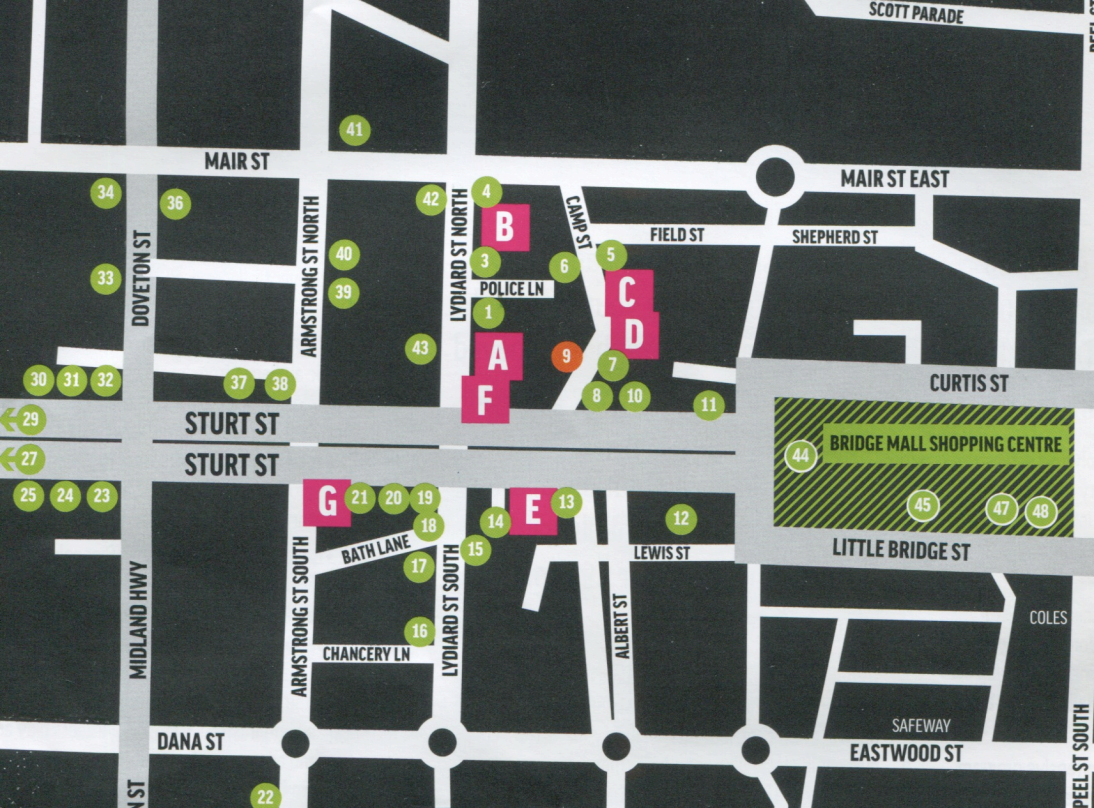 SCOTT PARADE
41
MAIR ST
MAIR ST EAST
34
36
42
4
B
DOVETON ST
ARMSTRONG ST NORTH
LYDIARD ST NORTH
CAMP ST
FIELD ST
SHEPHERD ST
40
3
6
5
33
39
POLICE LN
C
1
D
43
A
9
7
30
31
32
37
38
F
8
10
11
CURTIS ST
29
STURT ST
27
STURT ST
BRIDGE MALL SHOPPING CENTRE
44
25
24
23
G
21
20
19
E
13
45
47
48
18
14
12
BATH LANE
15
LEWIS ST
LITTLE BRIDGE ST
17
MIDLAND HWY
ARMSTRONG ST SOUTH
LYDIARD ST SOUTH
ALBERT ST
16
COLES
CHANCERY LN
SAFEWAY
DANA ST
EASTWOOD ST
PEEL ST SOUTH
22